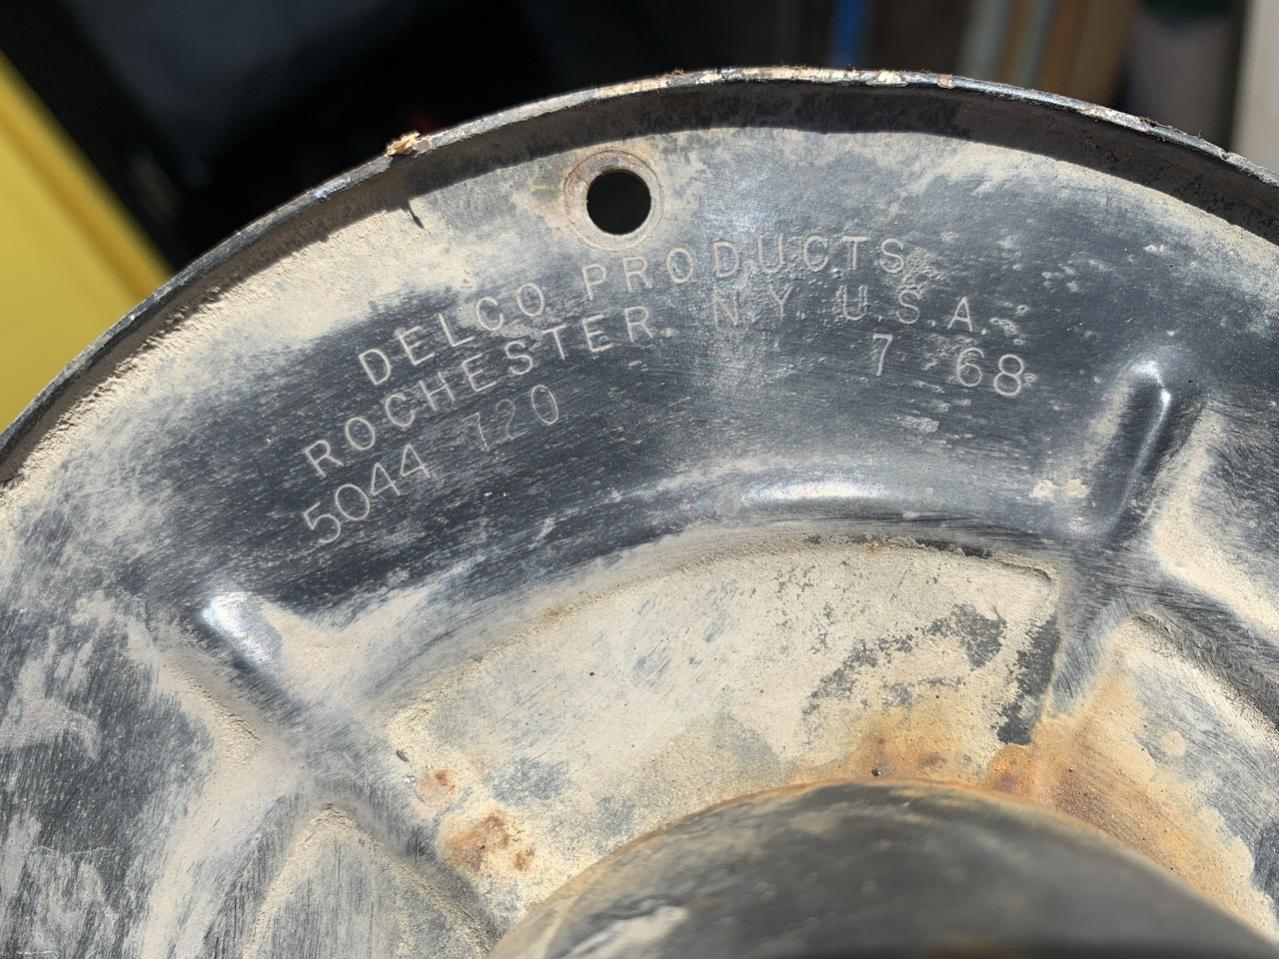 DELCO PRODUCTS
ROCHESTER N.Y. U.S.A.
5044 720 7 68